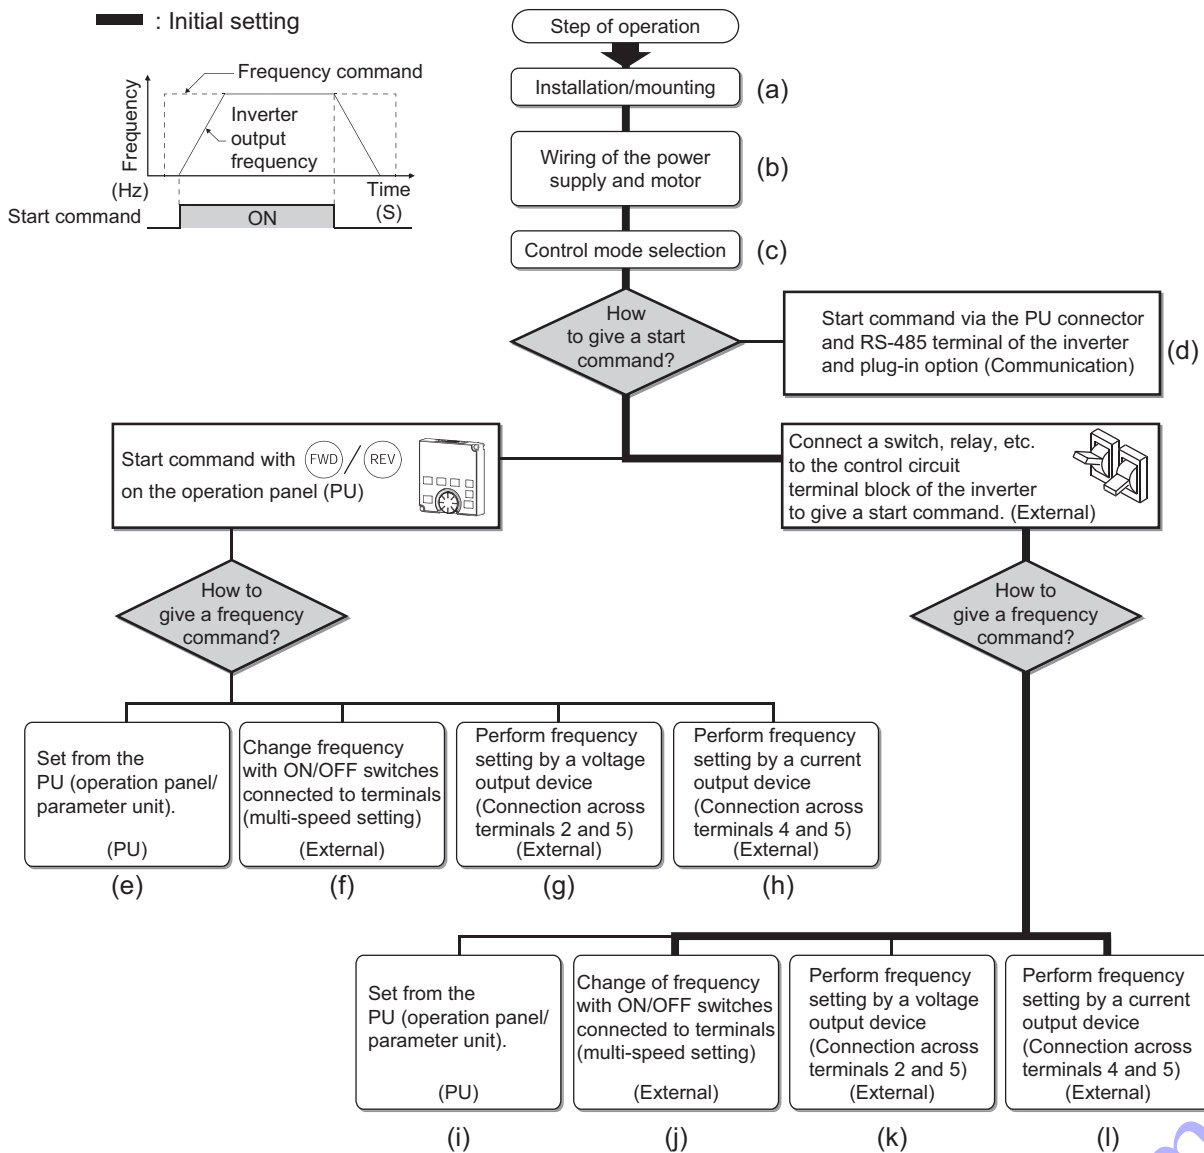 : Initial setting
Step of operation
Frequency command
Frequency
Inverter
output
frequency
(Hz)
Time
(S)
Start command
ON
Installation/mounting
(a)
Wiring of the power
supply and motor
(b)
Control mode selection
(c)
How
to give a start
command?
Start command via the PU connector
and RS-485 terminal of the inverter
and plug-in option (Communication)
(d)
Start command with FWD / REV
on the operation panel (PU)
Connect a switch, relay, etc.
to the control circuit
terminal block of the inverter
to give a start command. (External)
How to
give a frequency
command?
How to
give a frequency
command?
Set from the
PU (operation panel/
parameter unit).
(PU)
(e)
Change frequency
with ON/OFF switches
connected to terminals
(multi-speed setting)
(External)
(f)
Perform frequency
setting by a voltage
output device
(Connection across
terminals 2 and 5)
(External)
(g)
Perform frequency
setting by a current
output device
(Connection across
terminals 4 and 5)
(External)
(h)
Set from the
PU (operation panel/
parameter unit).
(PU)
(i)
Change of frequency
with ON/OFF switches
connected to terminals
(multi-speed setting)
(External)
(j)
Perform frequency
setting by a voltage
output device
(Connection across
terminals 2 and 5)
(External)
(k)
Perform frequency
setting by a current
output device
(Connection across
terminals 4 and 5)
(External)
(l)